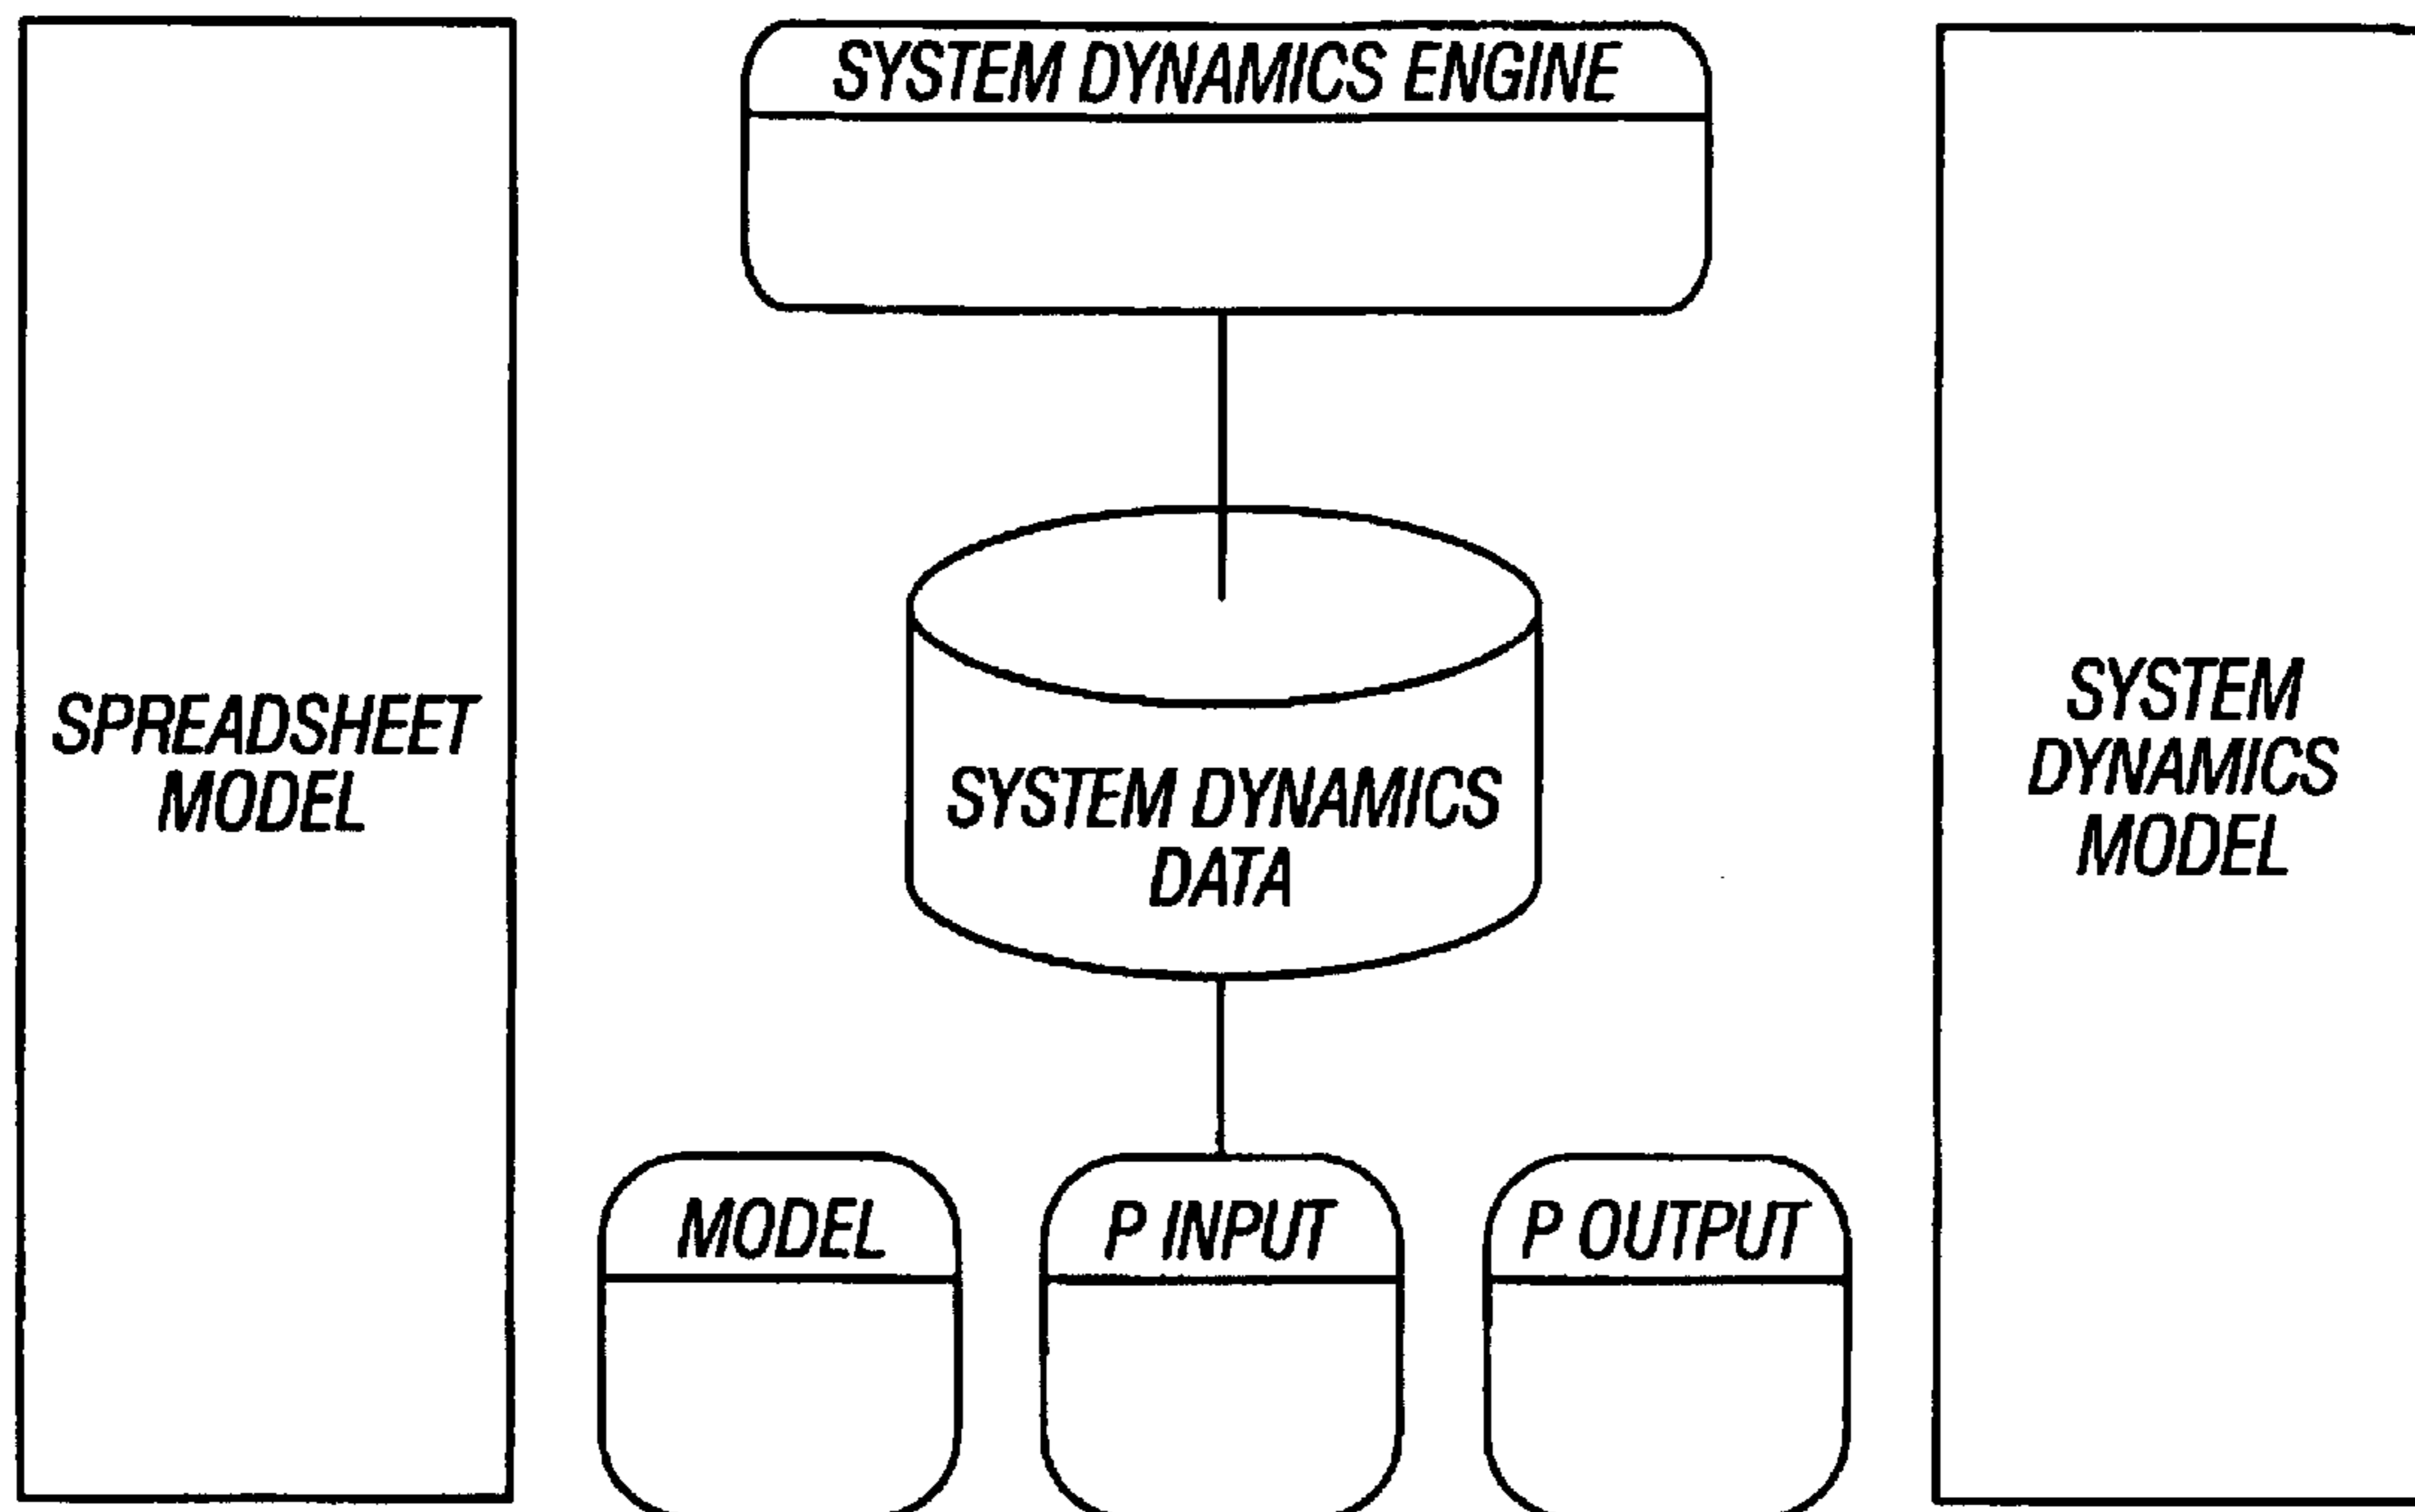 SYSTEM DYNAMICS ENGINE
SPREADSHEET
MODEL
SYSTEM DYNAMICS
DATA
SYSTEM
DYNAMICS
MODEL
MODEL
P INPUT
P OUTPUT